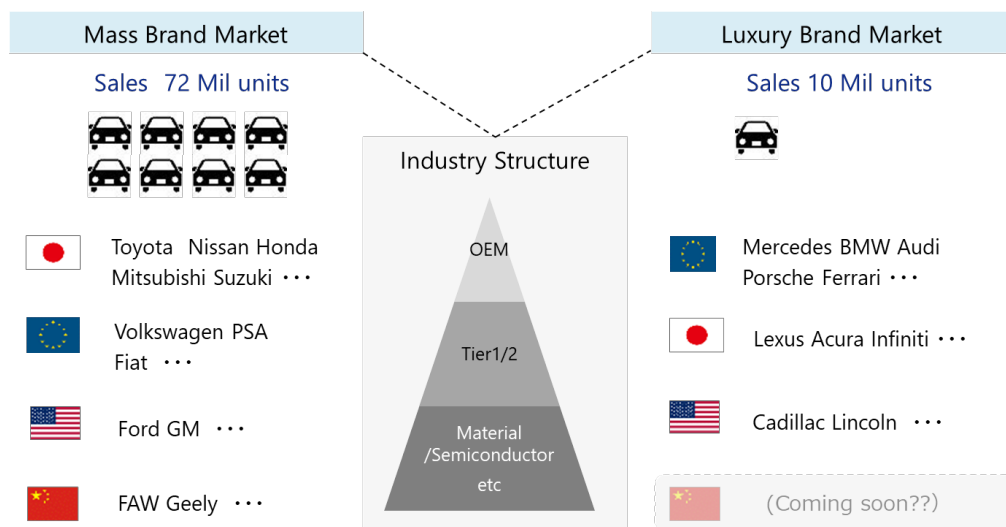 Mass Brand Market
Sales 72 Mil units
Toyota Nissan Honda
Mitsubishi Suzuki ・・・
Volkswagen PSA
Fiat ・・・
Ford GM ・・・
FAW Geely ・・・
Industry Structure
OEM
Tier1/2
Material
/Semiconductor
etc
Luxury Brand Market
Sales 10 Mil units
Mercedes BMW Audi
Porsche Ferrari ・・・
Lexus Acura Infiniti ・・・
Cadillac Lincoln ・・・
(Coming soon??)